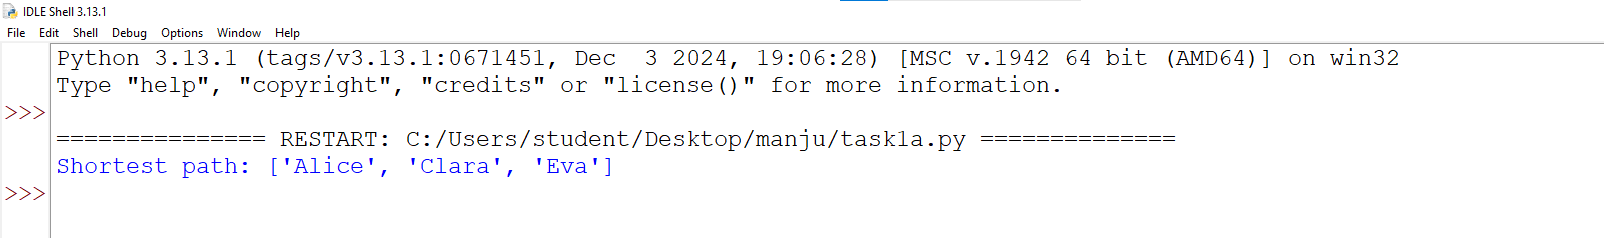 IDLE Shell 3.13.1
File Edit Shell Debug Options Window Help
Python 3.13.1 (tags/v3.13.1:0671451, Dec  3 2024, 19:06:28) [MSC v.1942 64 bit (AMD64)] on win32
Type "help", "copyright", "credits" or "license()" for more information.
>>>
=============== RESTART: C:/Users/student/Desktop/manju/task1a.py ==============
Shortest path: ['Alice', 'Clara', 'Eva']
>>>